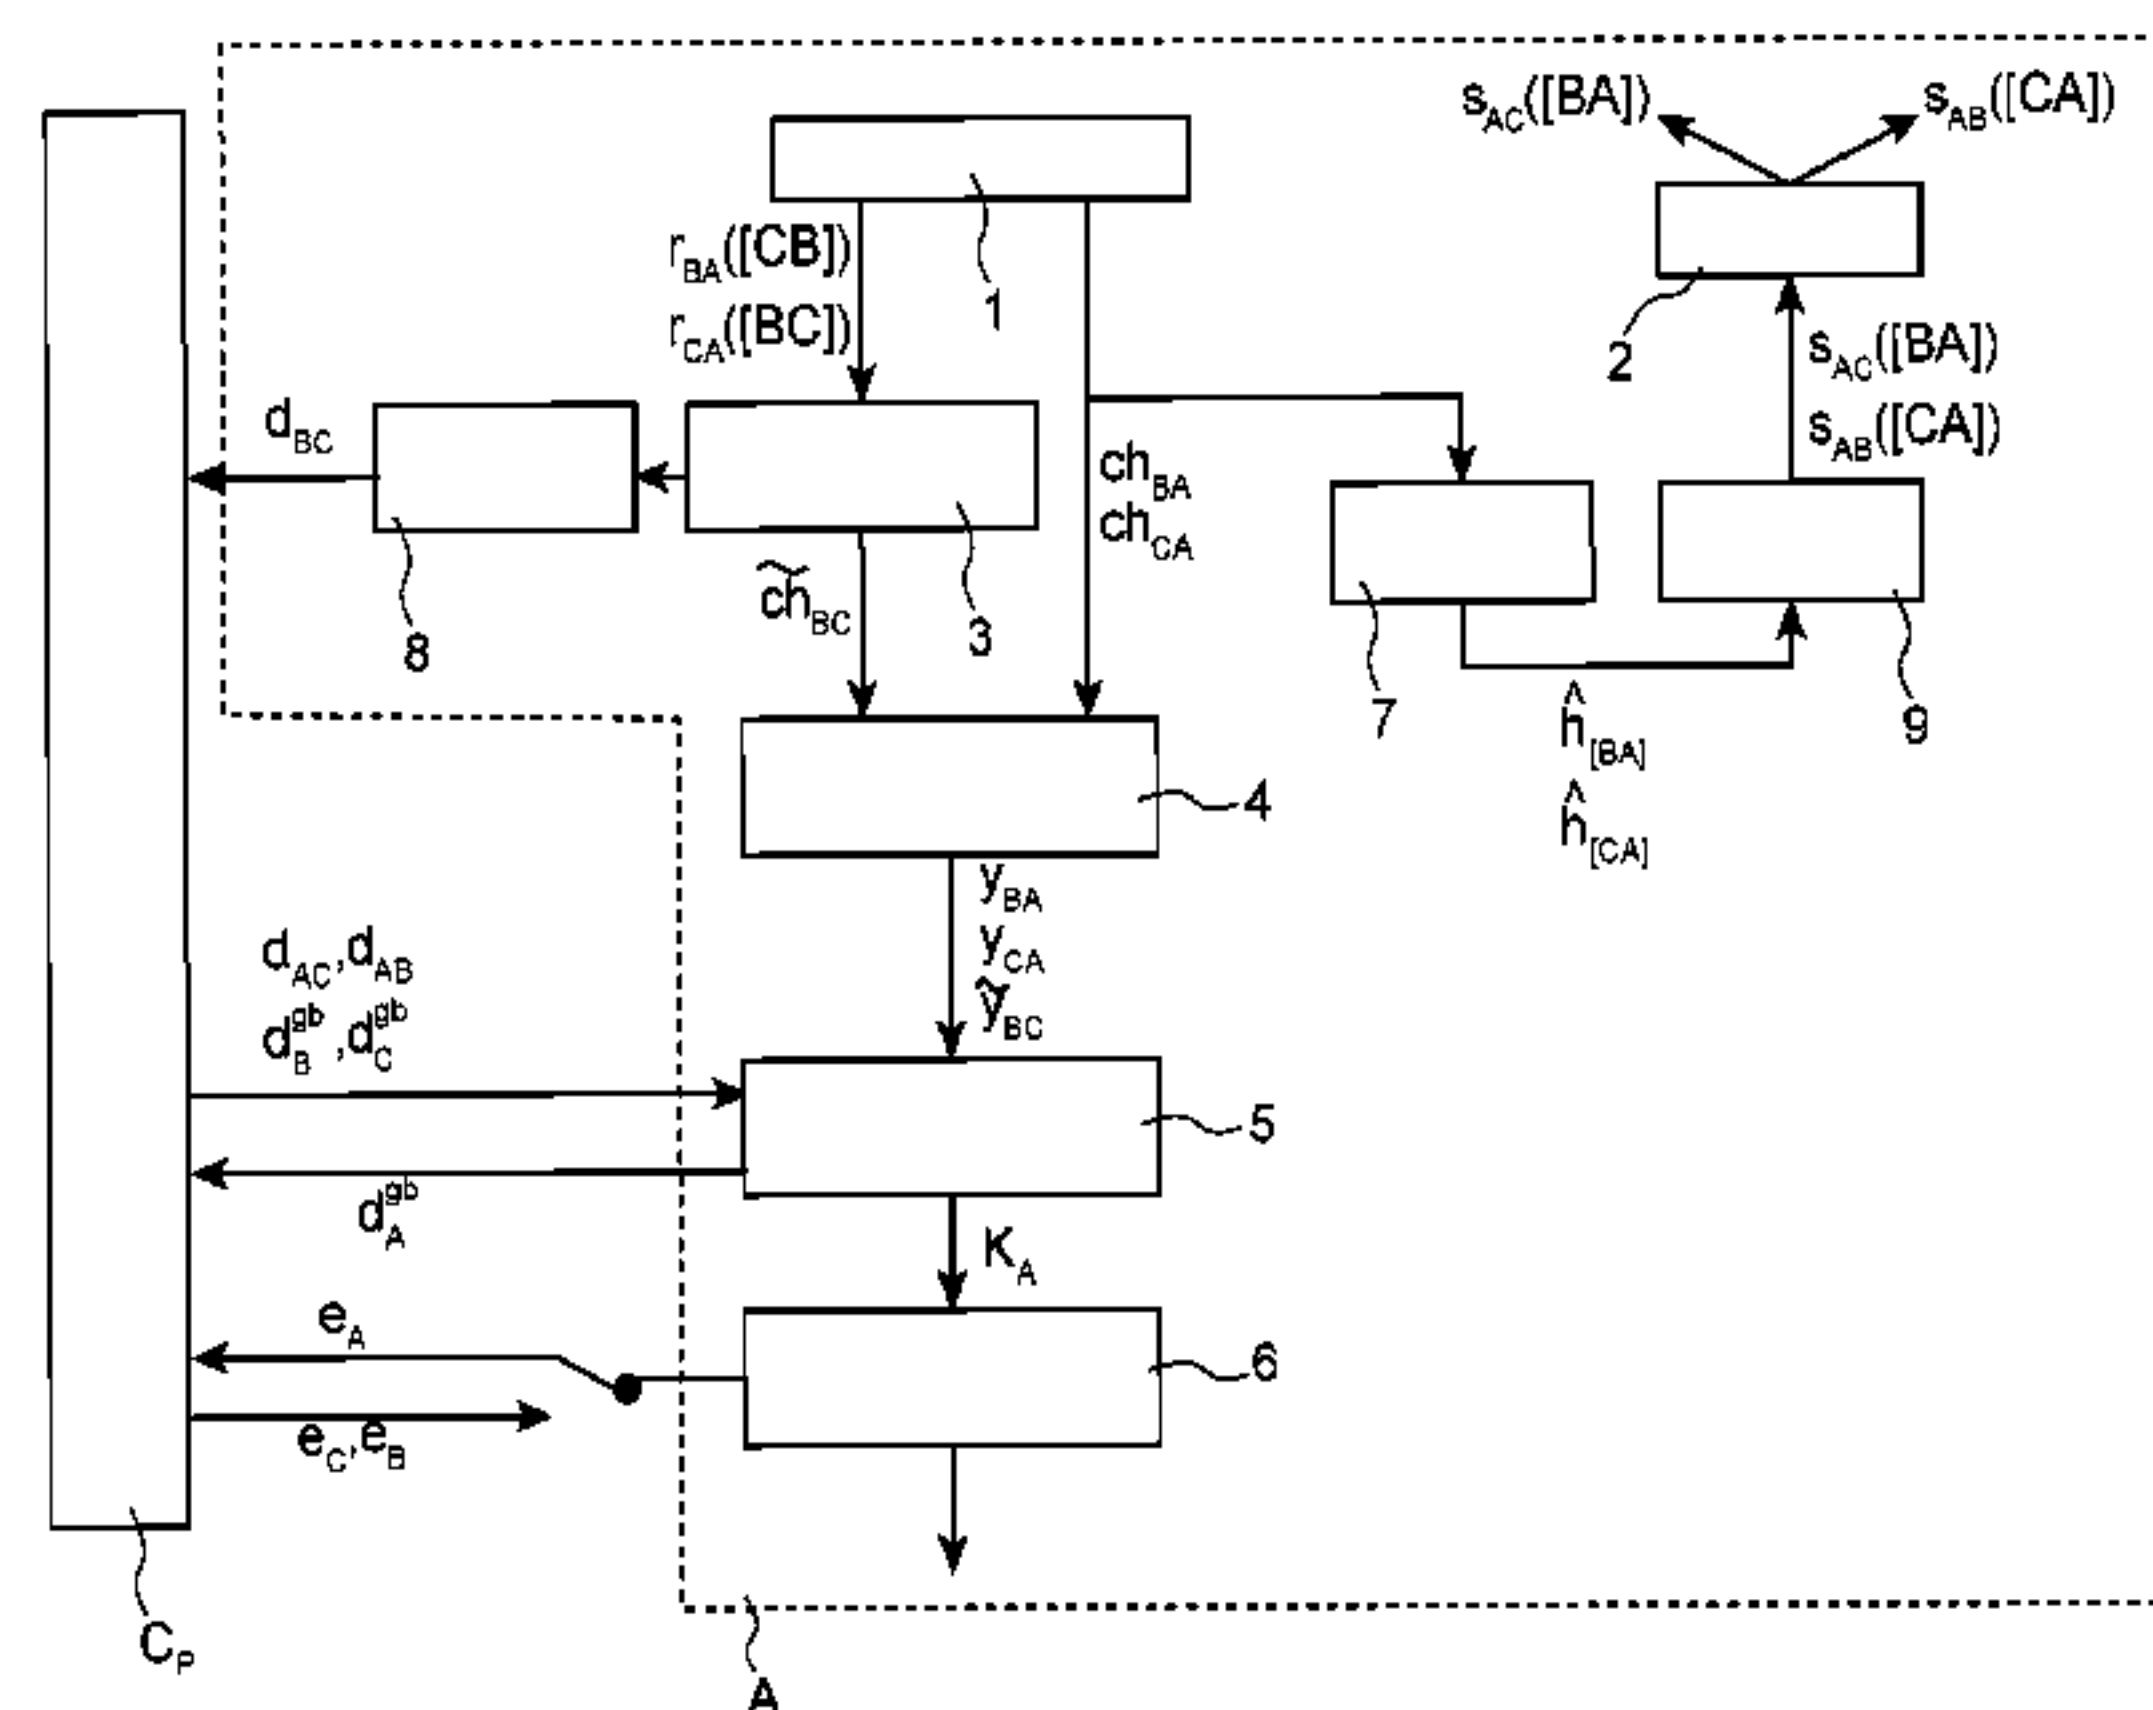 s_AC([BA]) s_AB([CA])
r_BA([CB])
r_CA([BC])
1
2
s_AC([BA])
s_AB([CA])
d_BC
ch_BA
ch_CA
c͠h_BC
8
3
7
9
ĥ_[BA]
ĥ_[CA]
4
y_BA
y_CA
ỹ_BC
d_AC, d_AB
d_B^gb, d_C^gb
5
d_A^gb
K_A
e_A
6
e_C, e_B
C_P
A